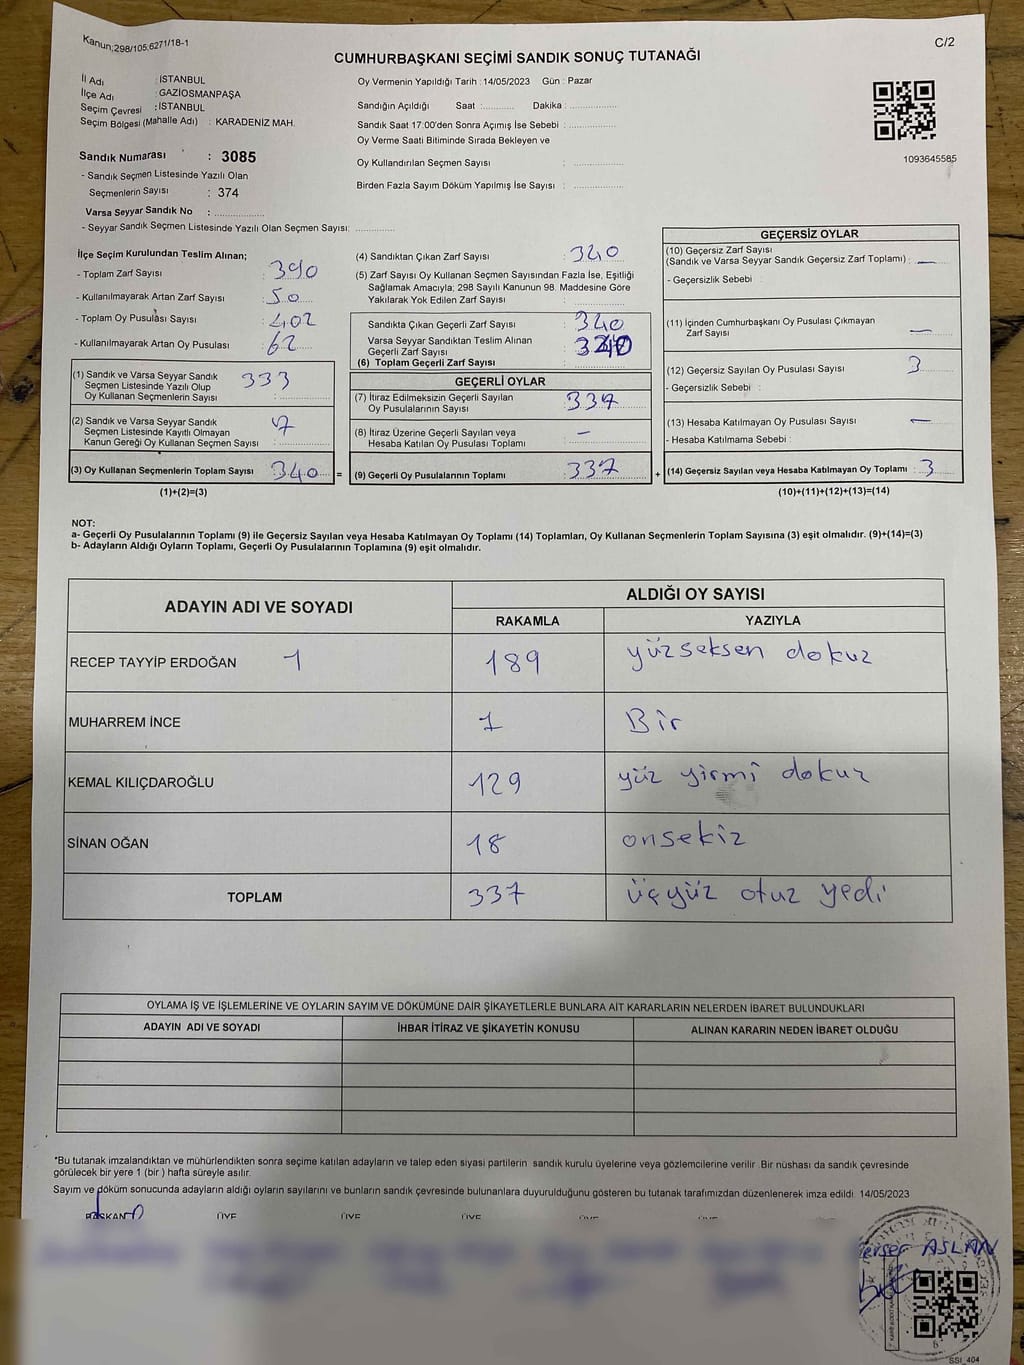 Kanun;298/105,6271/18-1
C/2
CUMHURBAŞKANI SEÇİMİ SANDIK SONUÇ TUTANAĞI
İl Adı : İSTANBUL
İlçe Adı : GAZİOSMANPAŞA
Seçim Çevresi : İSTANBUL
Seçim Bölgesi (Mahalle Adı) : KARADENİZ MAH.
Sandık Numarası : 3085
- Sandık Seçmen Listesinde Yazılı Olan
Seçmenlerin Sayısı : 374
Varsa Seyyar Sandık No :
- Seyyar Sandık Seçmen Listesinde Yazılı Olan Seçmen Sayısı:
Oy Vermenin Yapıldığı Tarih : 14/05/2023 Gün : Pazar
Sandığın Açıldığı Saat : Dakika :
Sandık Saat 17:00'den Sonra Açımış İse Sebebi :
Oy Verme Saati Bitiminde Sırada Bekleyen ve
Oy Kullandırılan Seçmen Sayısı :
Birden Fazla Sayım Döküm Yapılmış İse Sayısı :
1093645585
İlçe Seçim Kurulundan Teslim Alınan;
- Toplam Zarf Sayısı : 390
- Kullanılmayarak Artan Zarf Sayısı : 50
- Toplam Oy Pusulası Sayısı : 402
- Kullanılmayarak Artan Oy Pusulası : 62
(1) Sandık ve Varsa Seyyar Sandık 333
Seçmen Listesinde Yazılı Olup
Oy Kullanan Seçmenlerin Sayısı :
(2) Sandık ve Varsa Seyyar Sandık 7
Seçmen Listesinde Kayıtlı Olmayan
Kanun Gereği Oy Kullanan Seçmen Sayısı :
(3) Oy Kullanan Seçmenlerin Toplam Sayısı : 340 =
(1)+(2)=(3)
(4) Sandıktan Çıkan Zarf Sayısı : 340
(5) Zarf Sayısı Oy Kullanan Seçmen Sayısından Fazla İse, Eşitliği
Sağlamak Amacıyla; 298 Sayılı Kanunun 98. Maddesine Göre
Yakılarak Yok Edilen Zarf Sayısı :
Sandıkta Çıkan Geçerli Zarf Sayısı : 340
Varsa Seyyar Sandıktan Teslim Alınan
Geçerli Zarf Sayısı : 340
(6) Toplam Geçerli Zarf Sayısı :
GEÇERLİ OYLAR
(7) İtiraz Edilmeksizin Geçerli Sayılan
Oy Pusulalarının Sayısı : 337
(8) İtiraz Üzerine Geçerli Sayılan veya
Hesaba Katılan Oy Pusulası Toplamı : –
(9) Geçerli Oy Pusulalarının Toplamı : 337 +
GEÇERSİZ OYLAR
(10) Geçersiz Zarf Sayısı
(Sandık ve Varsa Seyyar Sandık Geçersiz Zarf Toplamı) : –
- Geçersizlik Sebebi :
(11) İçinden Cumhurbaşkanı Oy Pusulası Çıkmayan
Zarf Sayısı : –
(12) Geçersiz Sayılan Oy Pusulası Sayısı : 3
- Geçersizlik Sebebi :
(13) Hesaba Katılmayan Oy Pusulası Sayısı : –
- Hesaba Katılmama Sebebi :
(14) Geçersiz Sayılan veya Hesaba Katılmayan Oy Toplamı : 3
(10)+(11)+(12)+(13)=(14)
NOT:
a- Geçerli Oy Pusulalarının Toplamı (9) ile Geçersiz Sayılan veya Hesaba Katılmayan Oy Toplamı (14) Toplamları, Oy Kullanan Seçmenlerin Toplam Sayısına (3) eşit olmalıdır. (9)+(14)=(3)
b- Adayların Aldığı Oyların Toplamı, Geçerli Oy Pusulalarının Toplamına (9) eşit olmalıdır.
ADAYIN ADI VE SOYADI
ALDIĞI OY SAYISI
RAKAMLA YAZIYLA
RECEP TAYYİP ERDOĞAN 1 189 yüzseksen dokuz
MUHARREM İNCE 1 Bir
KEMAL KILIÇDAROĞLU 129 yüz yirmi dokuz
SİNAN OĞAN 18 onsekiz
TOPLAM 337 üçyüz otuz yedi
OYLAMA İŞ VE İŞLEMLERİNE VE OYLARIN SAYIM VE DÖKÜMÜNE DAİR ŞİKAYETLERLE BUNLARA AİT KARARLARIN NELERDEN İBARET BULUNDUKLARI
ADAYIN ADI VE SOYADI İHBAR İTİRAZ VE ŞİKAYETİN KONUSU ALINAN KARARIN NEDEN İBARET OLDUĞU
*Bu tutanak imzalandıktan ve mühürlendikten sonra seçime katılan adayların ve talep eden siyasi partilerin sandık kurulu üyelerine veya gözlemcilerine verilir. Bir nüshası da sandık çevresinde
görülecek bir yere 1 (bir) hafta süreyle asılır.
Sayım ve döküm sonucunda adayların aldığı oyların sayılarını ve bunların sandık çevresinde bulunanlara duyurulduğunu gösteren bu tutanak tarafımızdan düzenlenerek imza edildi. 14/05/2023
BAŞKAN ÜYE ÜYE ÜYE ÜYE ÜYE
ASLAN
SSI_404